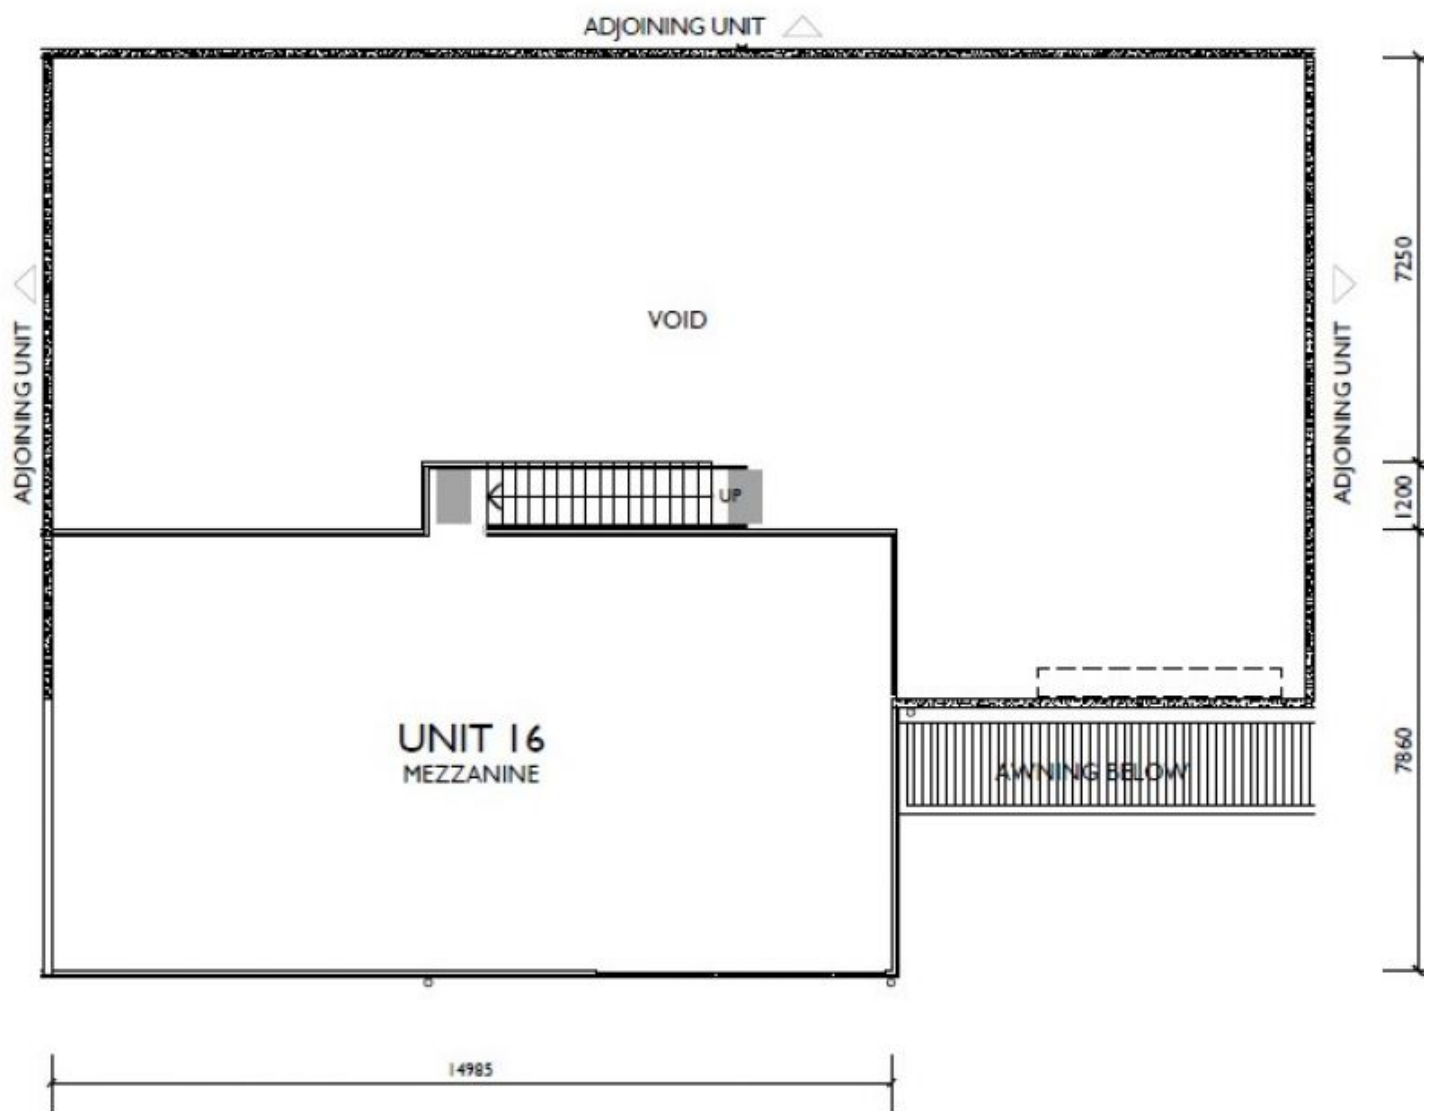 ADJOINING UNIT
7250
VOID
ADJOINING UNIT
ADJOINING UNIT
UP
1200
UNIT 16
MEZZANINE
7860
AWNING BELOW
14985